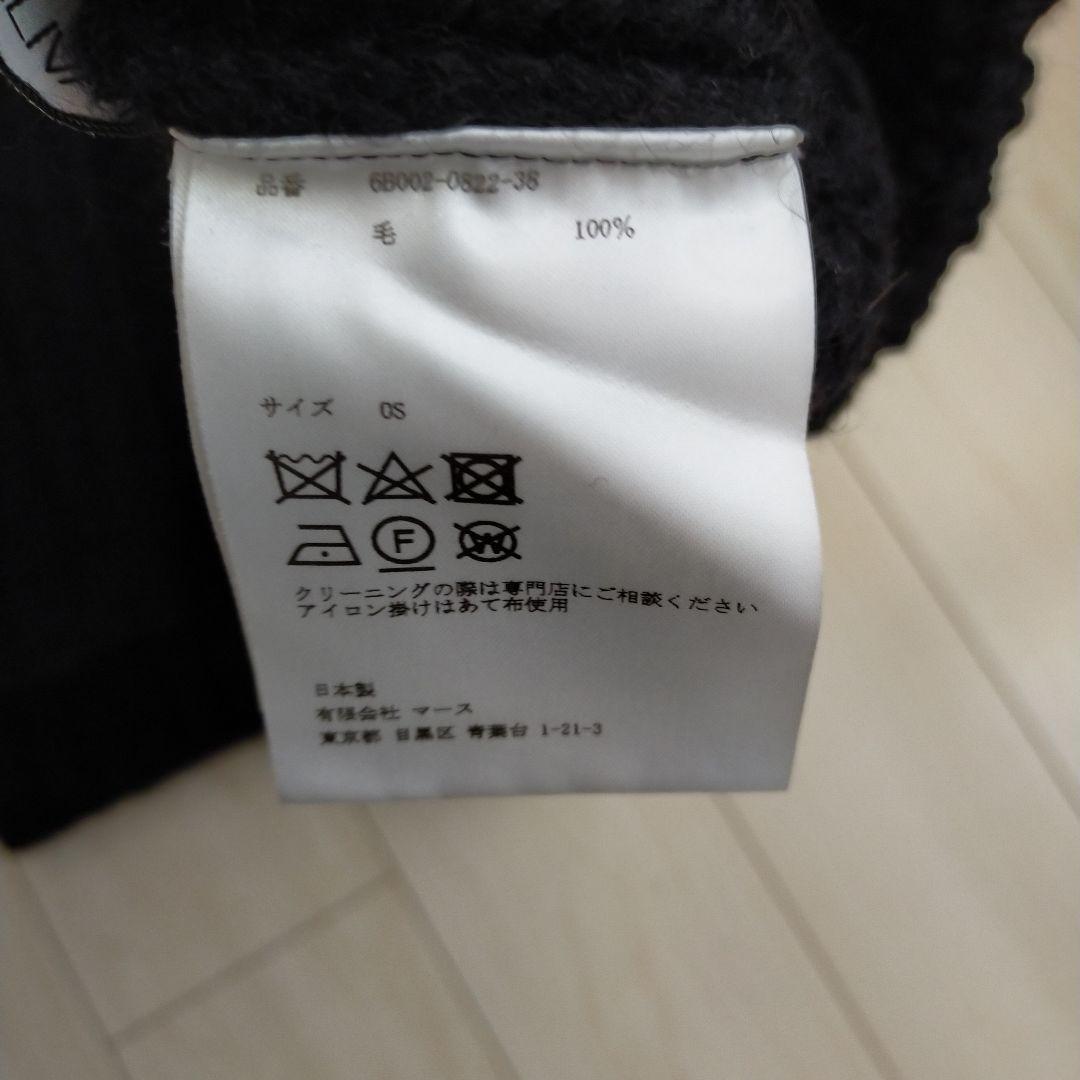 品番 6B002-0822-38
毛 100%
サイズ OS
F
W
クリーニングの際は専門店にご相談ください
アイロン掛けはあて布使用
日本製
有限会社 マース
東京都 目黒区 青葉台 1-21-3